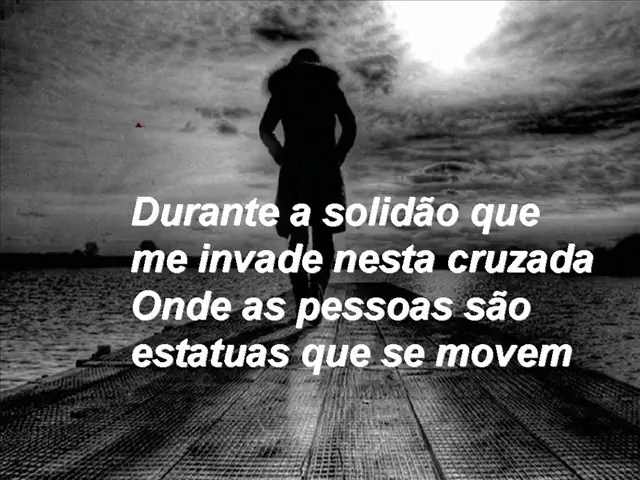 Durante a solidão que
me invade nesta cruzada
Onde as pessoas são
estatuas que se movem